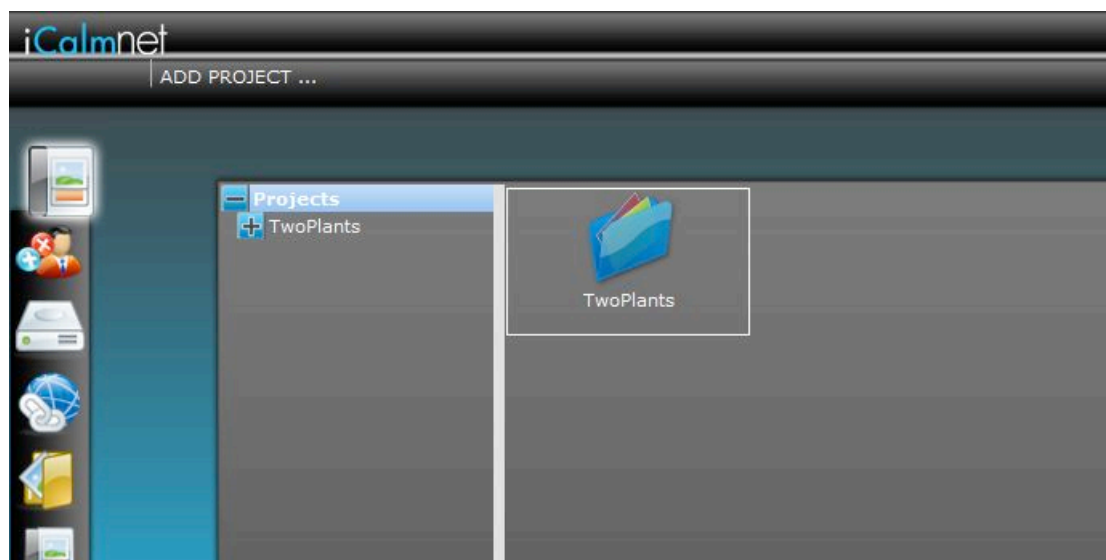 iCalmnet
ADD PROJECT ...
Projects
TwoPlants
TwoPlants